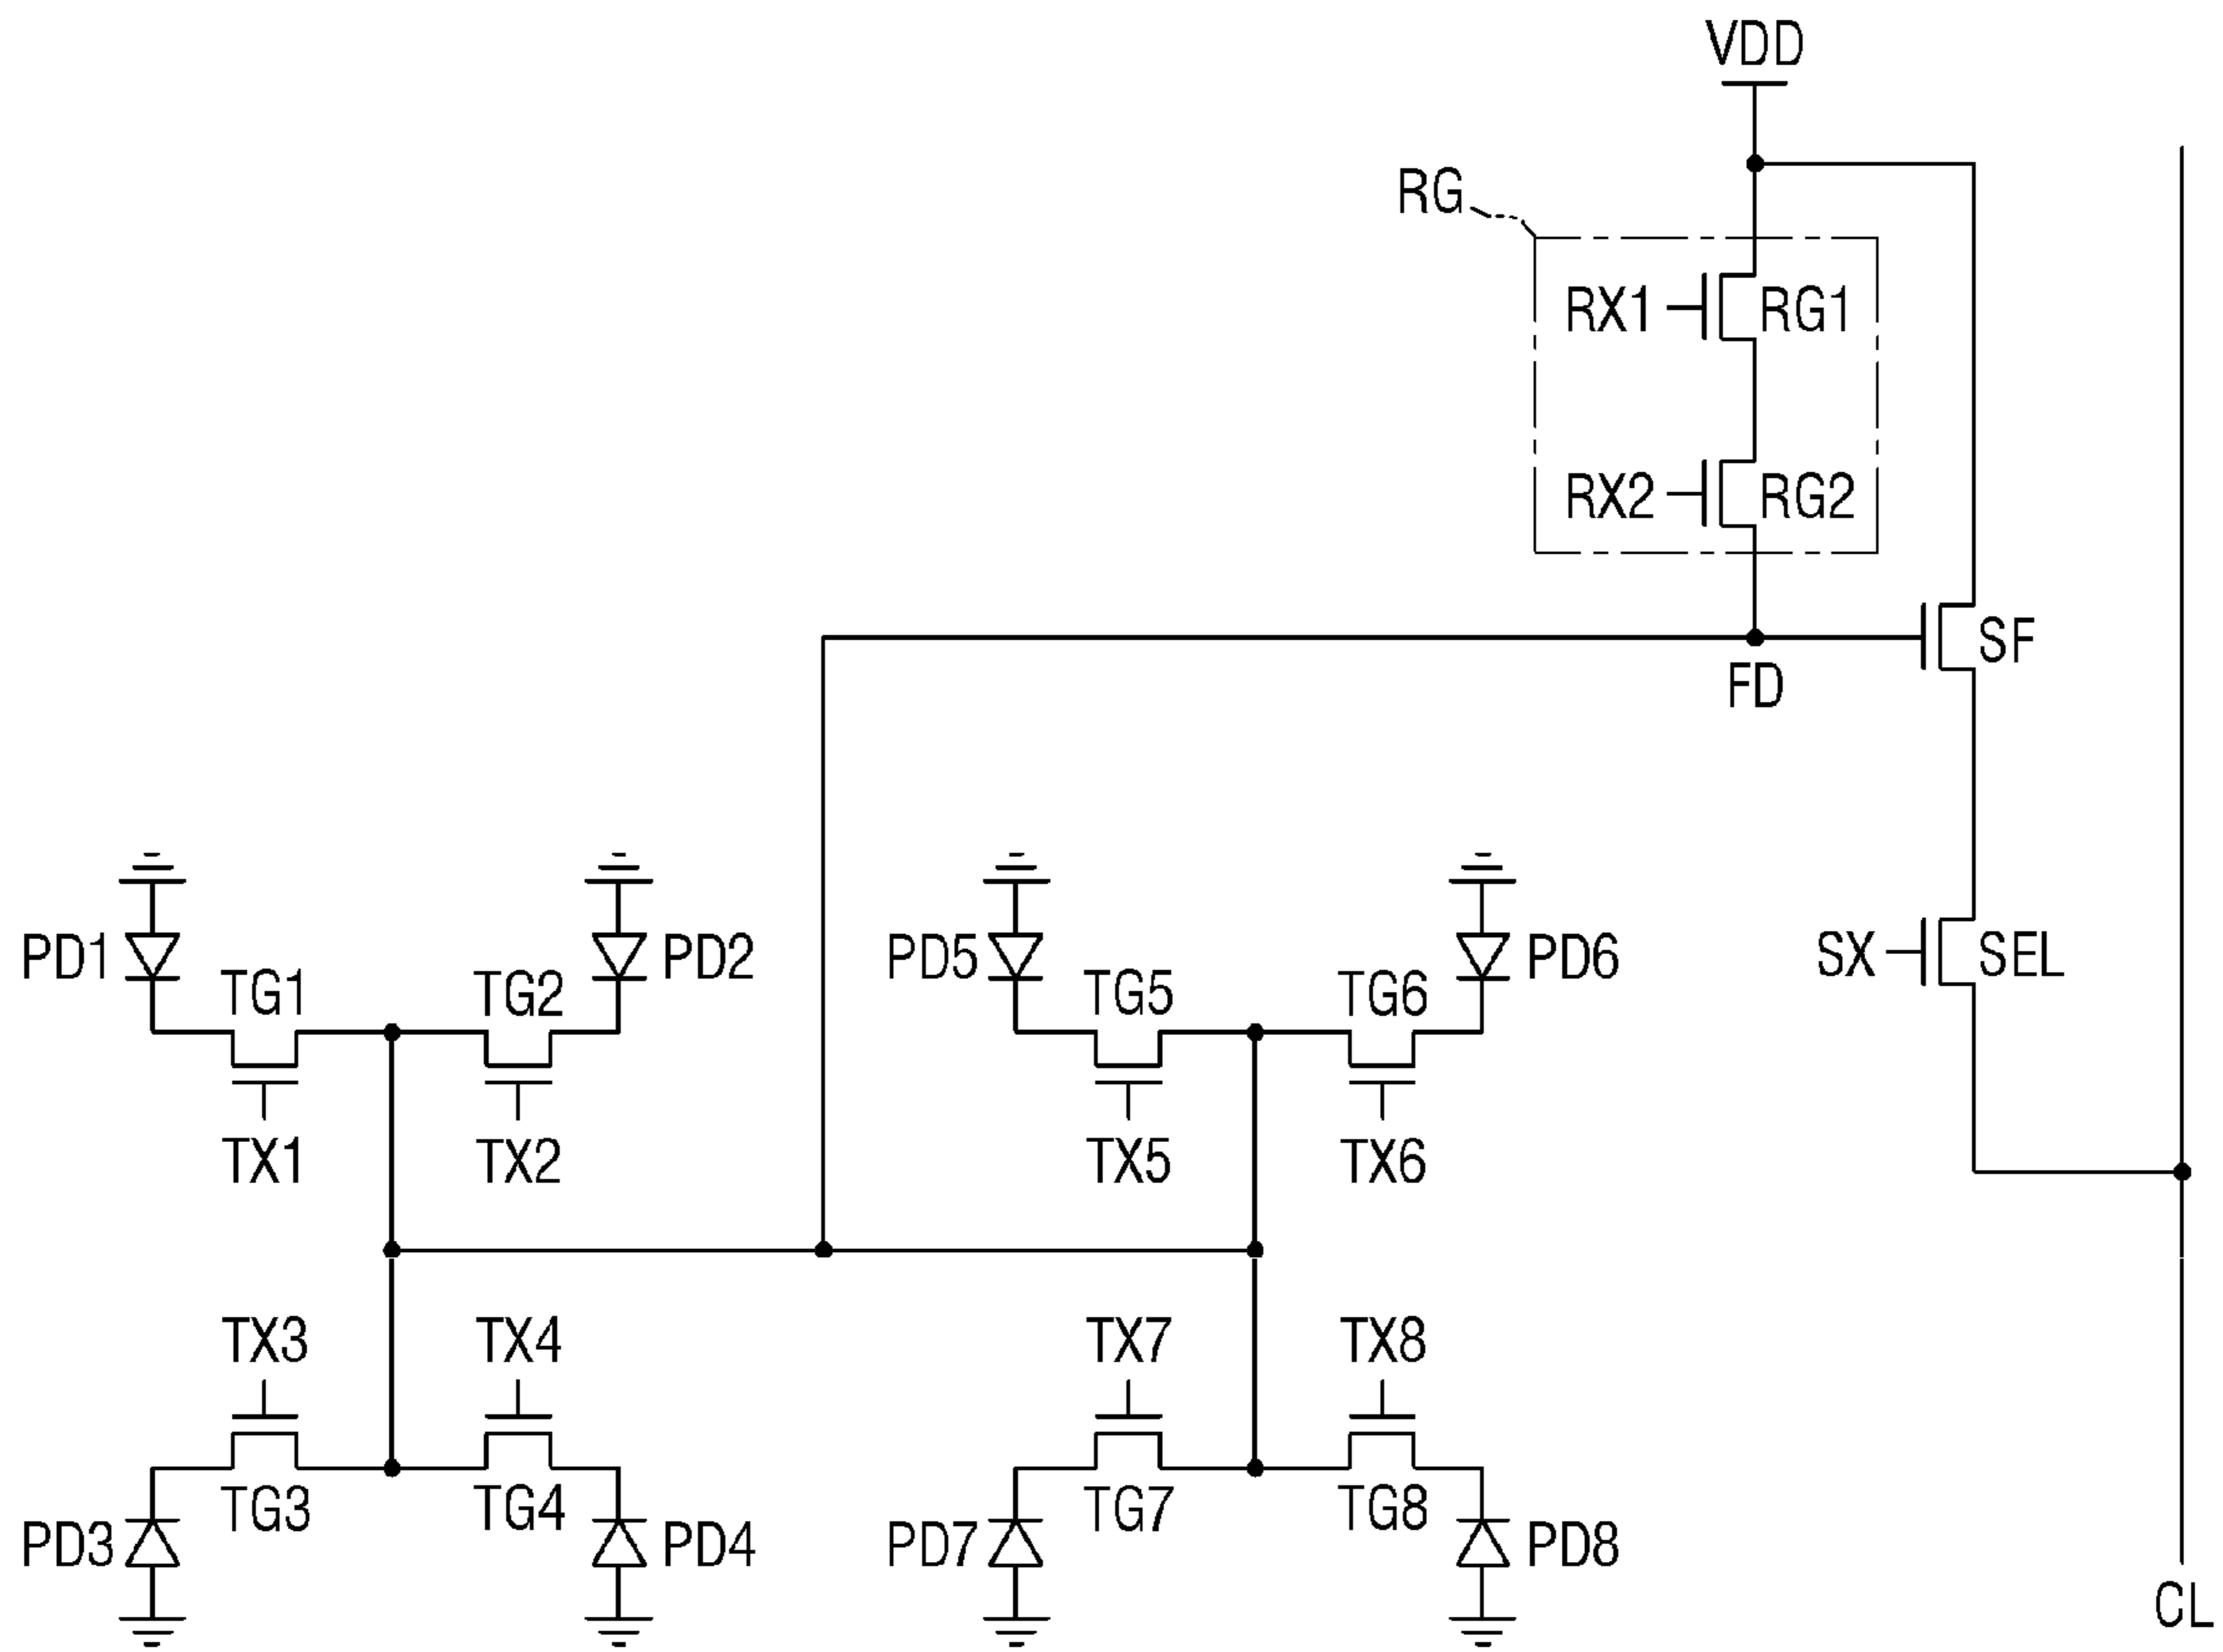 VDD
RG
RX1 RG1
RX2 RG2
SF
FD
PD1 TG1 TG2 PD2 PD5 TG5 TG6 PD6 SX SEL
TX1 TX2 TX5 TX6
TX3 TX4 TX7 TX8
PD3 TG3 TG4 PD4 PD7 TG7 TG8 PD8
CL